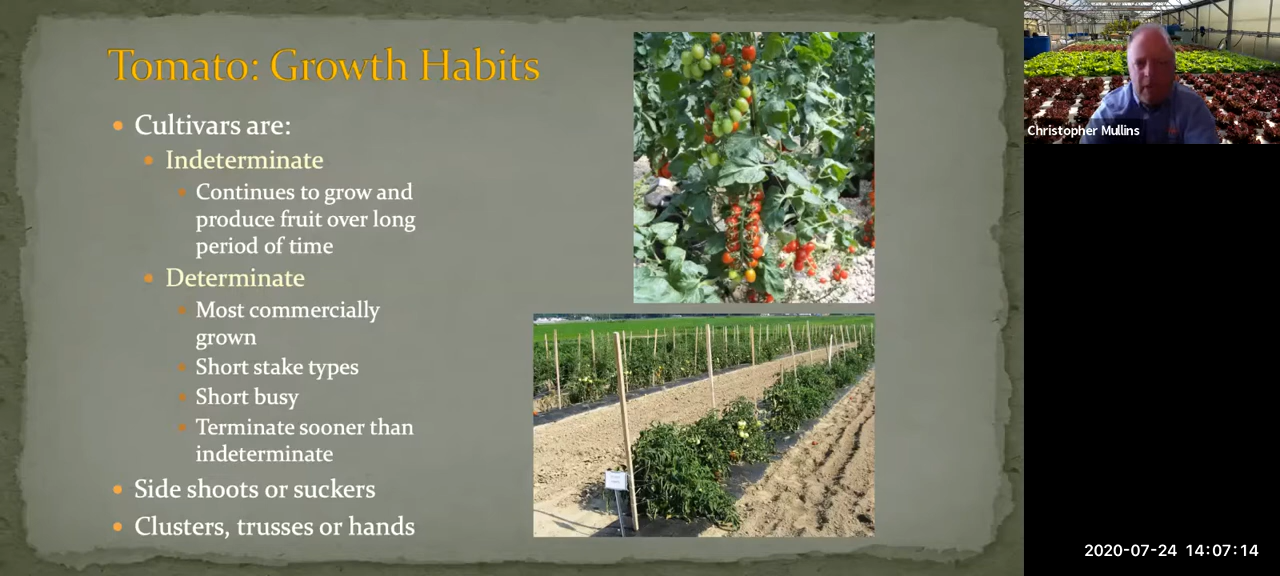 Tomato: Growth Habits
Cultivars are:
Indeterminate
Continues to grow and
produce fruit over long
period of time
Determinate
Most commercially
grown
Short stake types
Short busy
Terminate sooner than
indeterminate
Side shoots or suckers
Clusters, trusses or hands
Christopher Mullins
2020-07-24 14:07:14